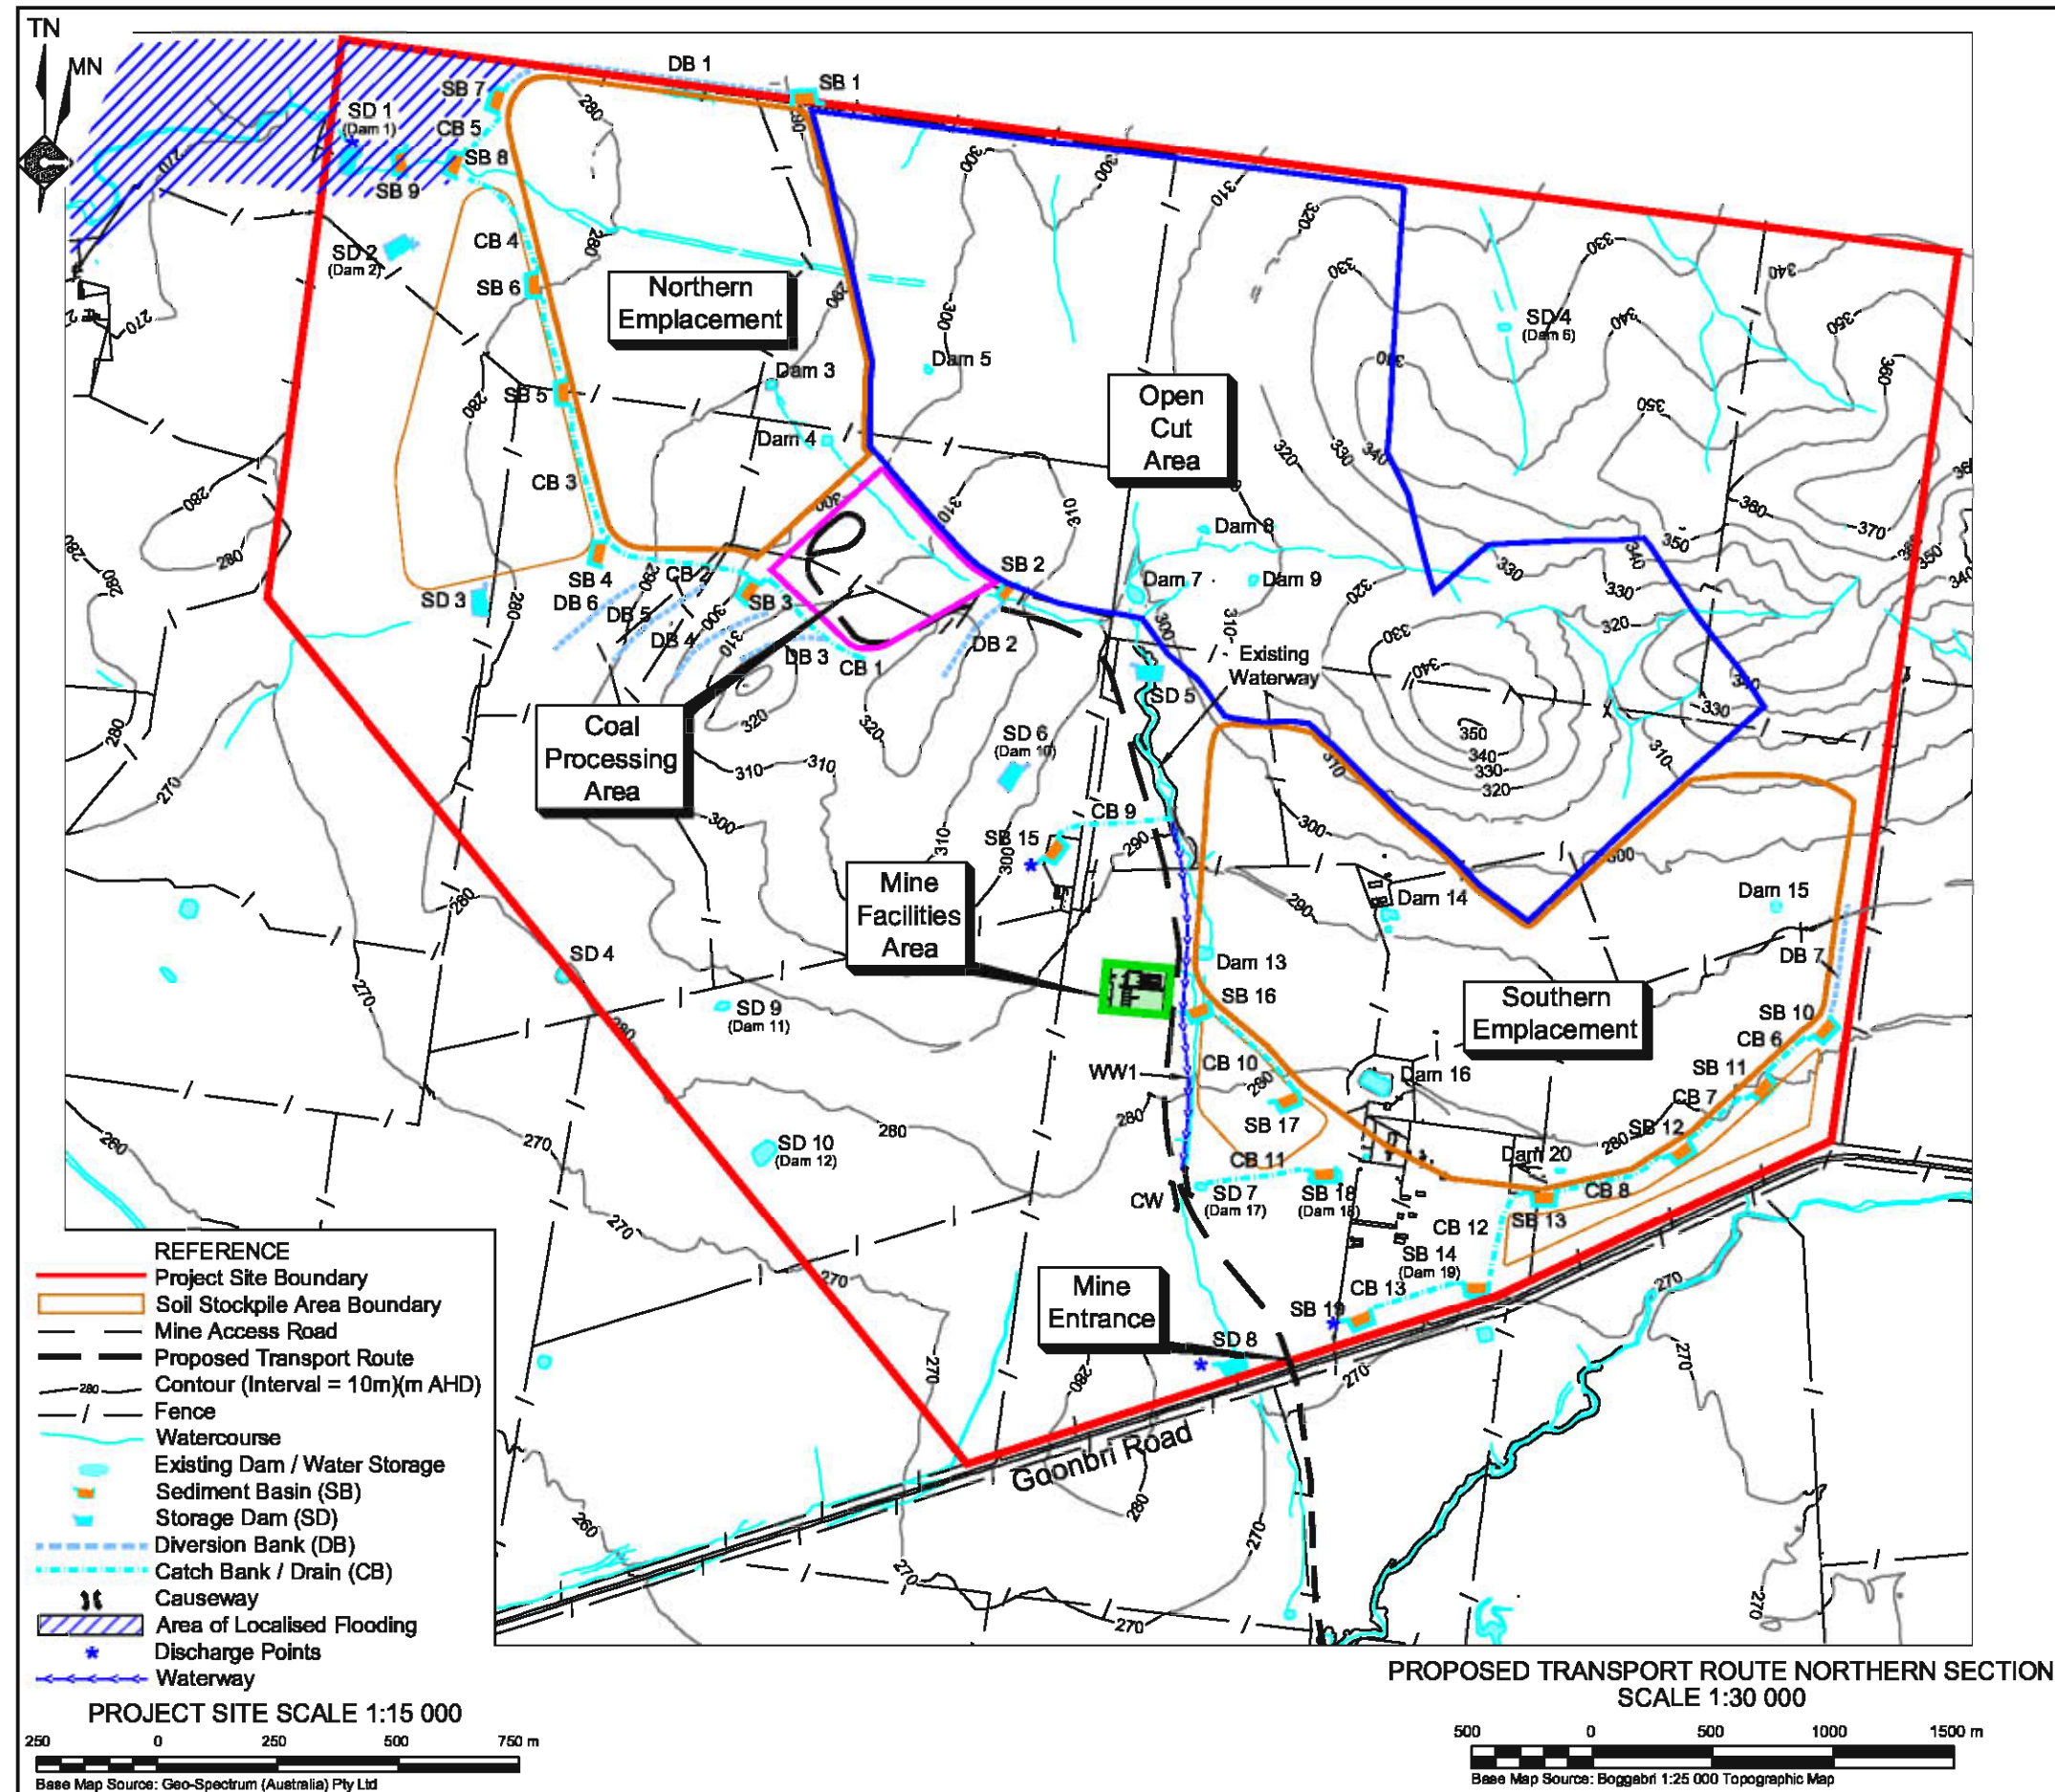 TN
MN
DB 1
SB 1
SB 7
SD 1
(Dam 1)
CB 5
SB 8
SB 9
SD 2
(Dam 2)
CB 4
SB 6
Northern
Emplacement
SD 4
(Dam 6)
Dam 3
Dam 5
SB 5
Dam 4
Open
Cut
Area
CB 3
Dam 8
SB 4
CB 2
SB 2
Dam 7
Dam 9
SD 3
DB 6
DB 5
SB 3
DB 4
DB 3
CB 1
DB 2
Existing
Waterway
SD 5
Coal
Processing
Area
SD 6
(Dam 10)
CB 9
SB 15
Mine
Facilities
Area
Dam 14
Dam 15
SD 4
Dam 13
DB 7
SB 16
Southern
Emplacement
SD 9
(Dam 11)
SB 10
CB 6
CB 10
SB 11
WW1
Dam 16
CB 7
SB 17
SB 12
SD 10
(Dam 12)
CB 11
Dam 20
CW
SD 7
(Dam 17)
SB 18
(Dam 18)
CB 8
SB 13
CB 12
SB 14
(Dam 19)
CB 13
SB 19
Mine
Entrance
SD 8
Goonbri Road
260
270
280
290
300
310
320
330
340
350
360
370
REFERENCE
Project Site Boundary
Soil Stockpile Area Boundary
Mine Access Road
Proposed Transport Route
280
Contour (Interval = 10m)(m AHD)
Fence
Watercourse
Existing Dam / Water Storage
Sediment Basin (SB)
Storage Dam (SD)
Diversion Bank (DB)
Catch Bank / Drain (CB)
Causeway
Area of Localised Flooding
Discharge Points
Waterway
PROJECT SITE SCALE 1:15 000
250 0 250 500 750 m
Base Map Source: Geo-Spectrum (Australia) Pty Ltd
PROPOSED TRANSPORT ROUTE NORTHERN SECTION
SCALE 1:30 000
500 0 500 1000 1500 m
Base Map Source: Boggabri 1:25 000 Topographic Map